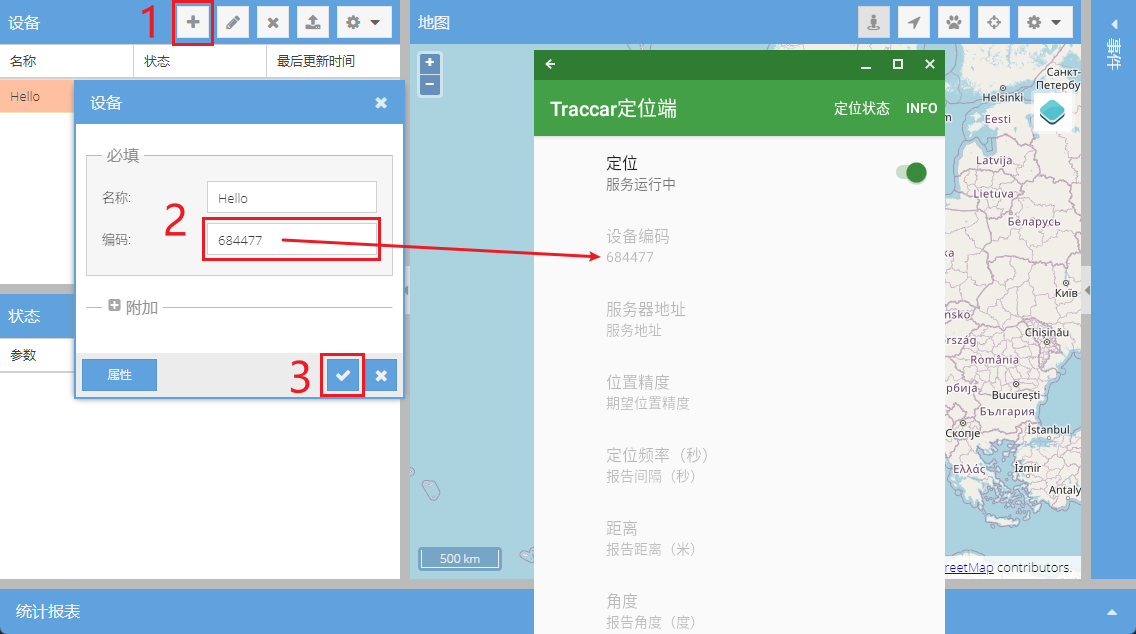 设备
1
名称
状态
最后更新时间
Hello
设备
必填
名称:
Hello
编码:
684477
2
附加
属性
3
状态
参数
统计报表
地图
+
−
500 km
Traccar定位端
定位状态
INFO
定位
服务运行中
设备编码
684477
服务器地址
服务地址
位置精度
期望位置精度
定位频率（秒）
报告间隔（秒）
距离
报告距离（米）
角度
报告角度（度）
Санкт-
Петербу
Helsinki
Eesti
Latvija
Lietuva
Беларусь
Київ
Chișinău
România
București
България
Скопје
İstanbul
Ελλάς
İzmir
Antaly
reetMap contributors.
事件